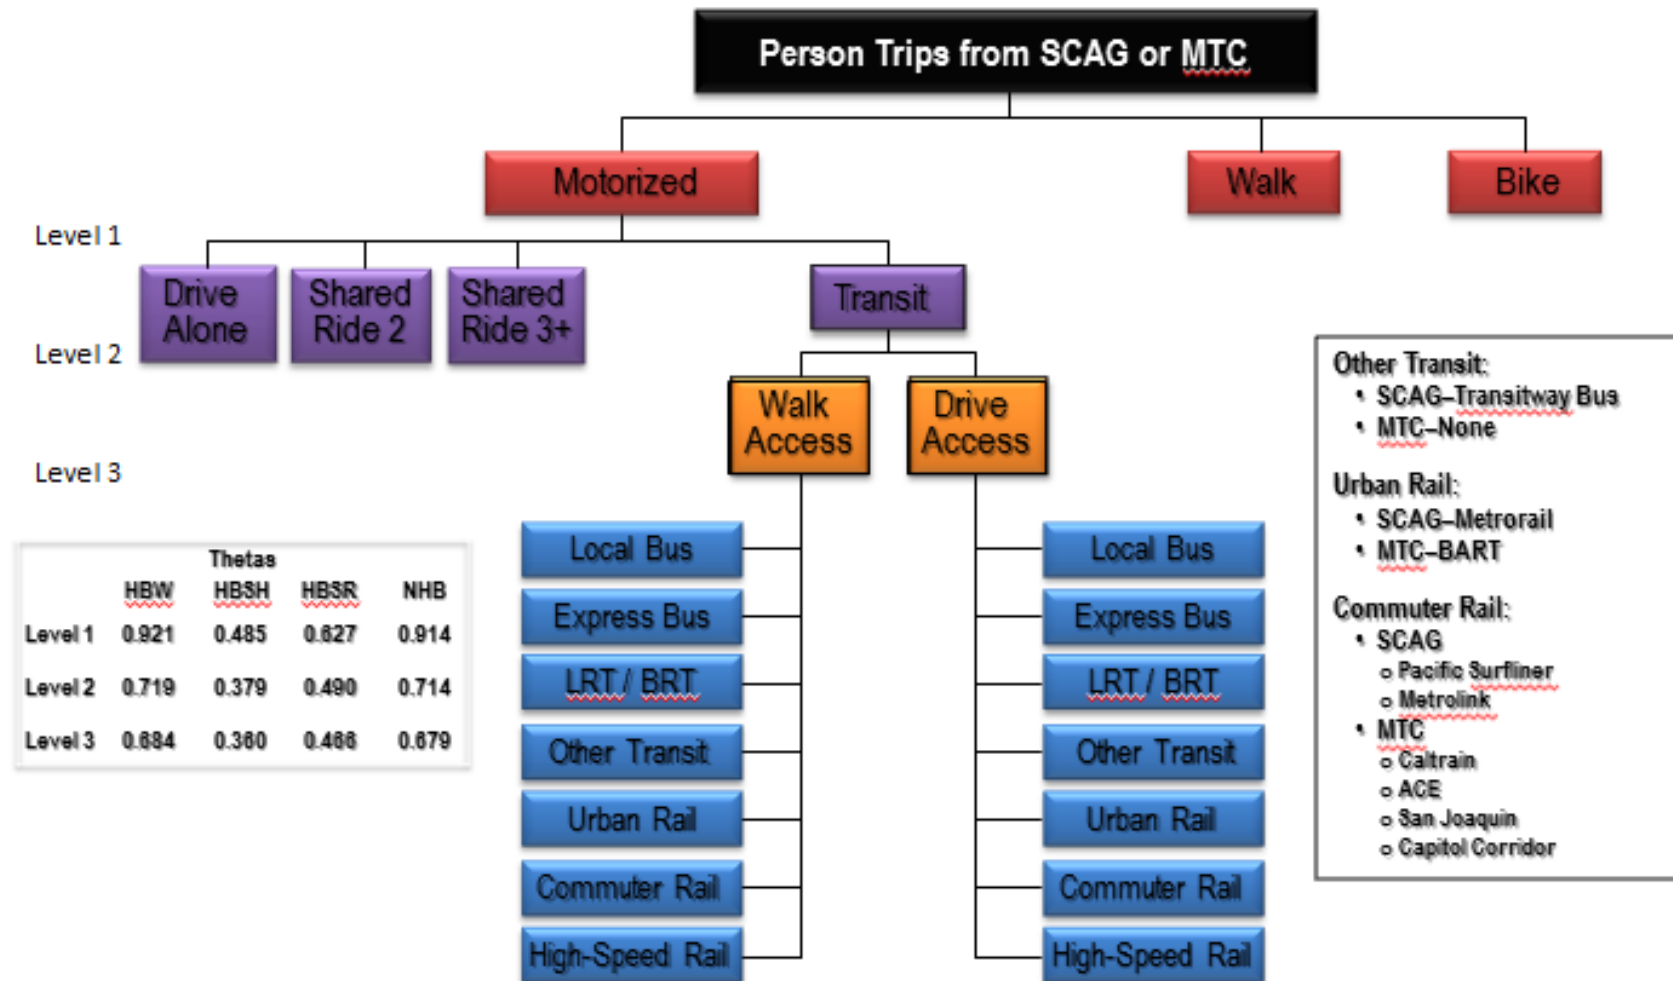 Person Trips from SCAG or MTC
Motorized
Walk
Bike
Level 1
Drive
Alone
Shared
Ride 2
Shared
Ride 3+
Transit
Level 2
Walk
Access
Drive
Access
Level 3
Local Bus
Express Bus
LRT / BRT
Other Transit
Urban Rail
Commuter Rail
High-Speed Rail
Local Bus
Express Bus
LRT / BRT
Other Transit
Urban Rail
Commuter Rail
High-Speed Rail
Thetas
HBW HBSH HBSR NHB
Level 1 0.921 0.485 0.627 0.914
Level 2 0.719 0.379 0.490 0.714
Level 3 0.684 0.360 0.466 0.679
Other Transit:
• SCAG–Transitway Bus
• MTC–None
Urban Rail:
• SCAG–Metrorail
• MTC–BART
Commuter Rail:
• SCAG
o Pacific Surfliner
o Metrolink
• MTC
o Caltrain
o ACE
o San Joaquin
o Capitol Corridor